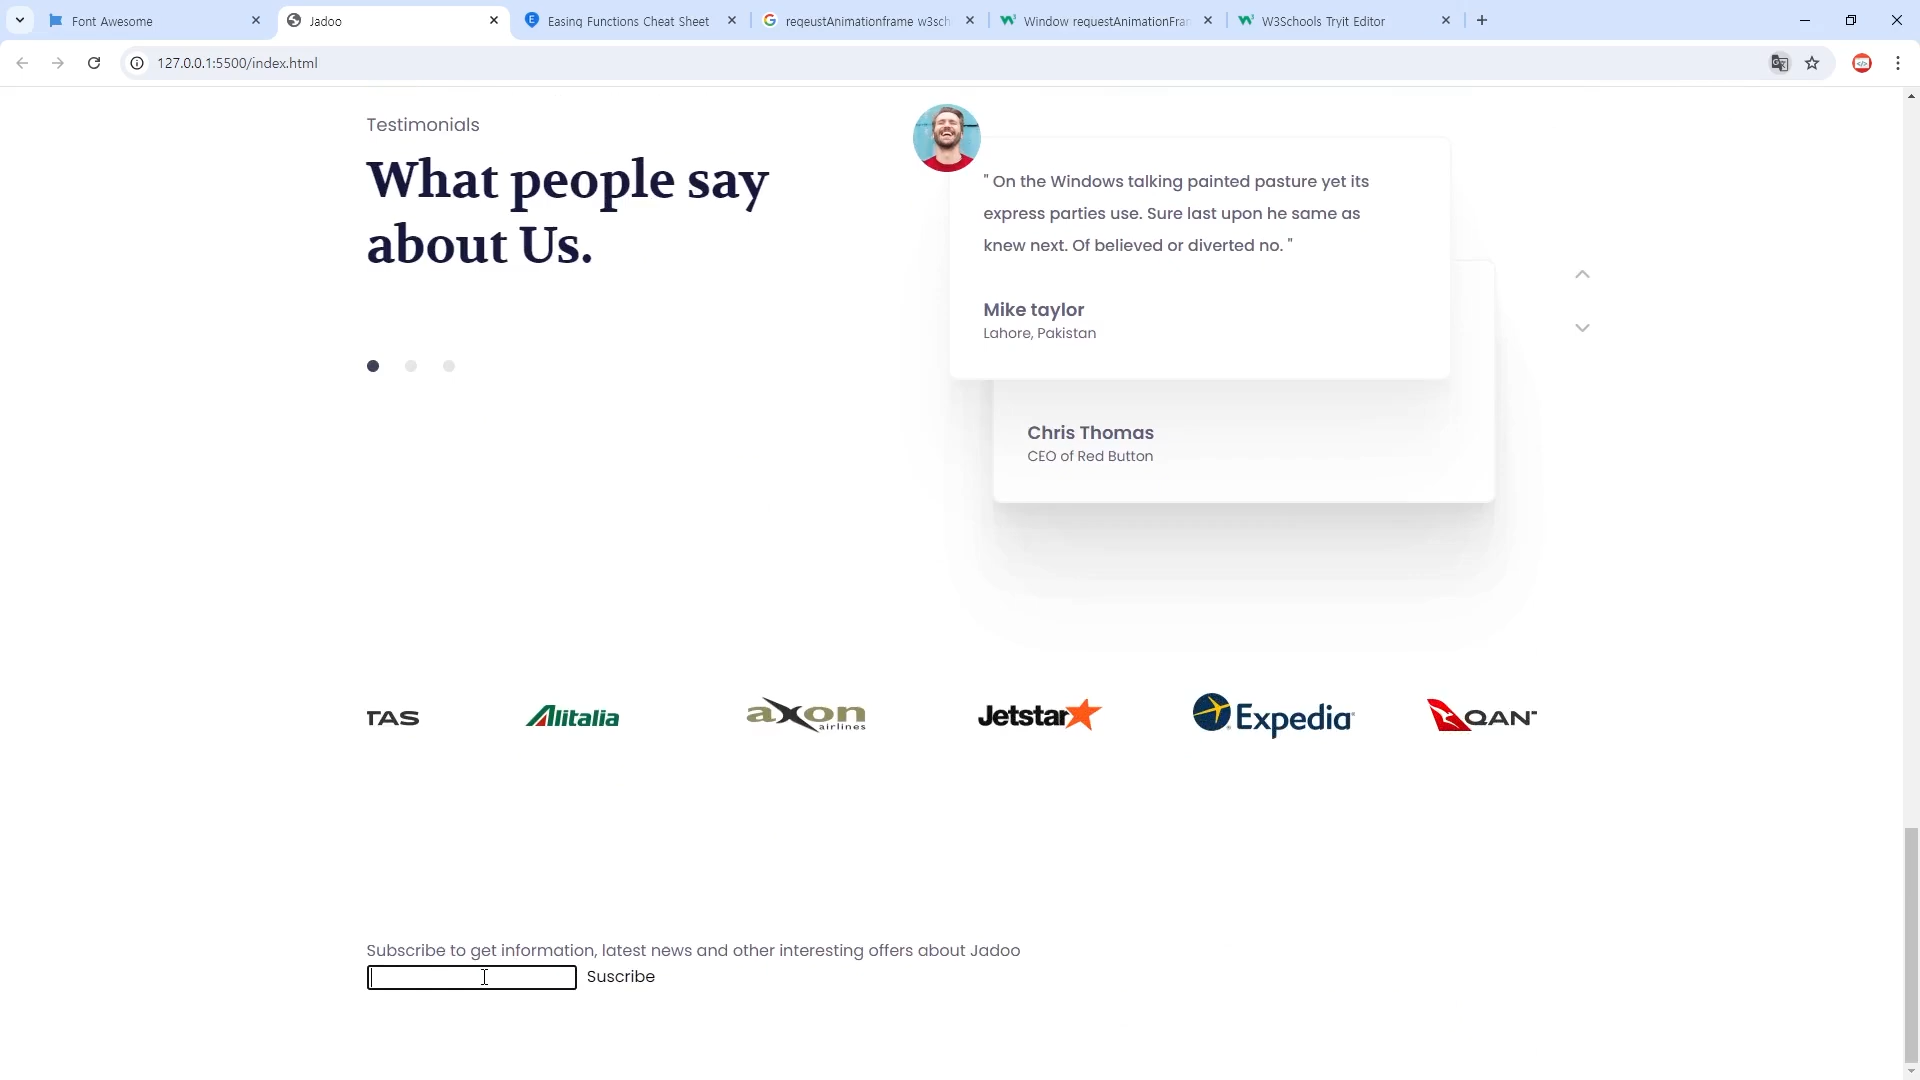 Font Awesome
Jadoo
Easing Functions Cheat Sheet
reqeustAnimationframe w3sch
Window requestAnimationFran
W3Schools Tryit Editor
127.0.0.1:5500/index.html
Testimonials
What people say
about Us.
" On the Windows talking painted pasture yet its
express parties use. Sure last upon he same as
knew next. Of believed or diverted no. "
Mike taylor
Lahore, Pakistan
Chris Thomas
CEO of Red Button
TAS
Alitalia
axon
airlines
Jetstar
Expedia
QAN
Subscribe to get information, latest news and other interesting offers about Jadoo
Suscribe